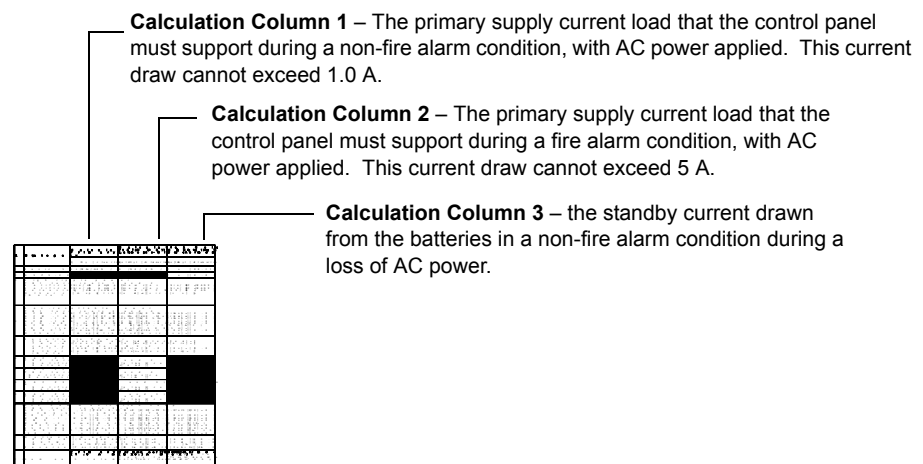 Calculation Column 1 – The primary supply current load that the control panel
must support during a non-fire alarm condition, with AC power applied. This current
draw cannot exceed 1.0 A.
Calculation Column 2 – The primary supply current load that the
control panel must support during a fire alarm condition, with AC
power applied. This current draw cannot exceed 5 A.
Calculation Column 3 – the standby current drawn
from the batteries in a non-fire alarm condition during a
loss of AC power.